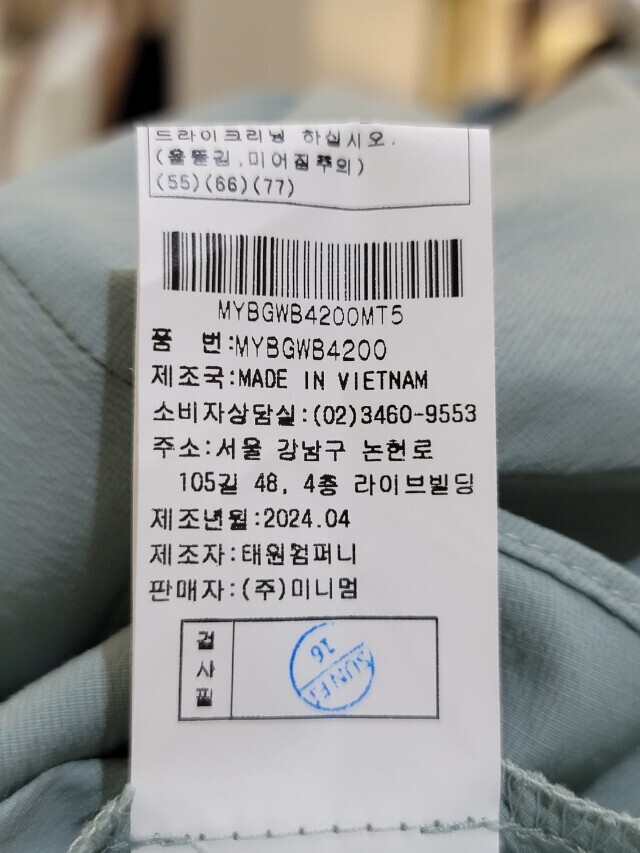 드라이크리닝 하십시오.
(올뜯김,미어짐주의)
(55)(66)(77)
MYBGWB4200MT5
품 번:MYBGWB4200
제조국:MADE IN VIETNAM
소비자상담실:(02)3460-9553
주소:서울 강남구 논현로
105길 48, 4층 라이브빌딩
제조년월:2024.04
제조자:태원컴퍼니
판매자:(주)미니멈
검사필
16